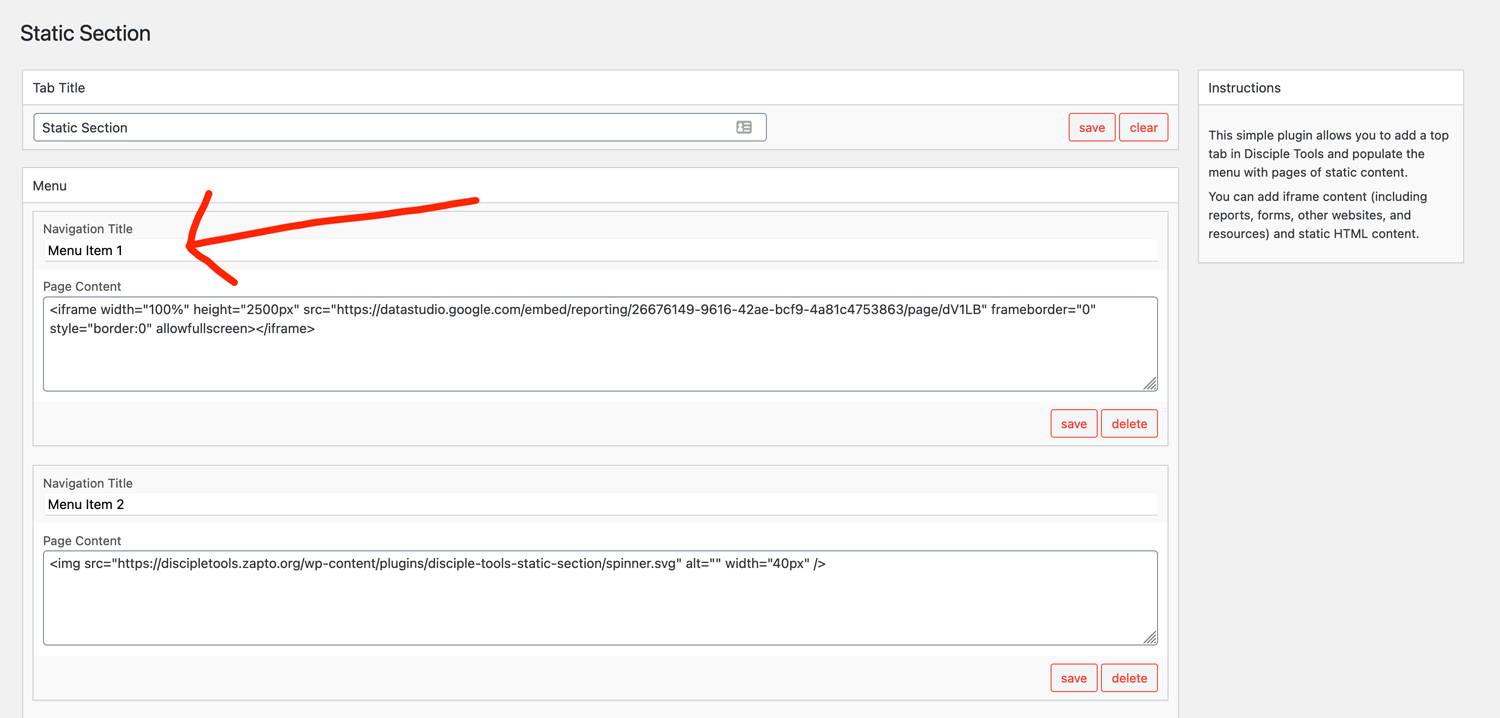 Static Section
Tab Title
Static Section
save
clear
Menu
Navigation Title
Menu Item 1
Page Content
<iframe width="100%" height="2500px" src="https://datastudio.google.com/embed/reporting/26676149-9616-42ae-bcf9-4a81c4753863/page/dV1LB" frameborder="0"
style="border:0" allowfullscreen></iframe>
save
delete
Navigation Title
Menu Item 2
Page Content
<img src="https://discipletools.zapto.org/wp-content/plugins/disciple-tools-static-section/spinner.svg" alt="" width="40px" />
save
delete
Instructions
This simple plugin allows you to add a top
tab in Disciple Tools and populate the
menu with pages of static content.
You can add iframe content (including
reports, forms, other websites, and
resources) and static HTML content.